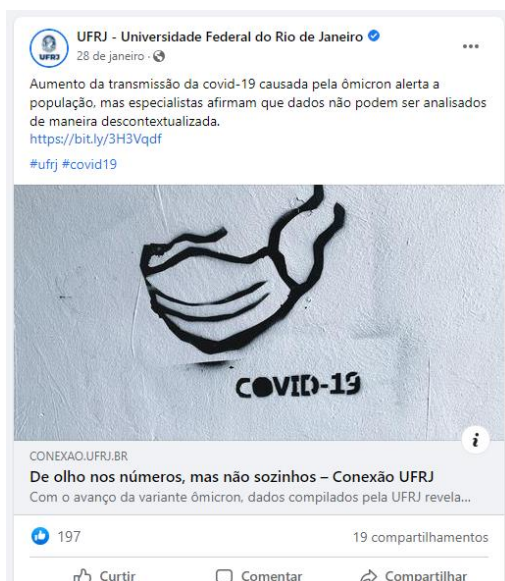 UFRJ - Universidade Federal do Rio de Janeiro
UFRJ
28 de janeiro ·
Aumento da transmissão da covid-19 causada pela ômicron alerta a
população, mas especialistas afirmam que dados não podem ser analisados
de maneira descontextualizada.
https://bit.ly/3H3Vqdf
#ufrj #covid19
COVID-19
i
CONEXAO.UFRJ.BR
De olho nos números, mas não sozinhos – Conexão UFRJ
Com o avanço da variante ômicron, dados compilados pela UFRJ revela...
197
19 compartilhamentos
Curtir
Comentar
Compartilhar